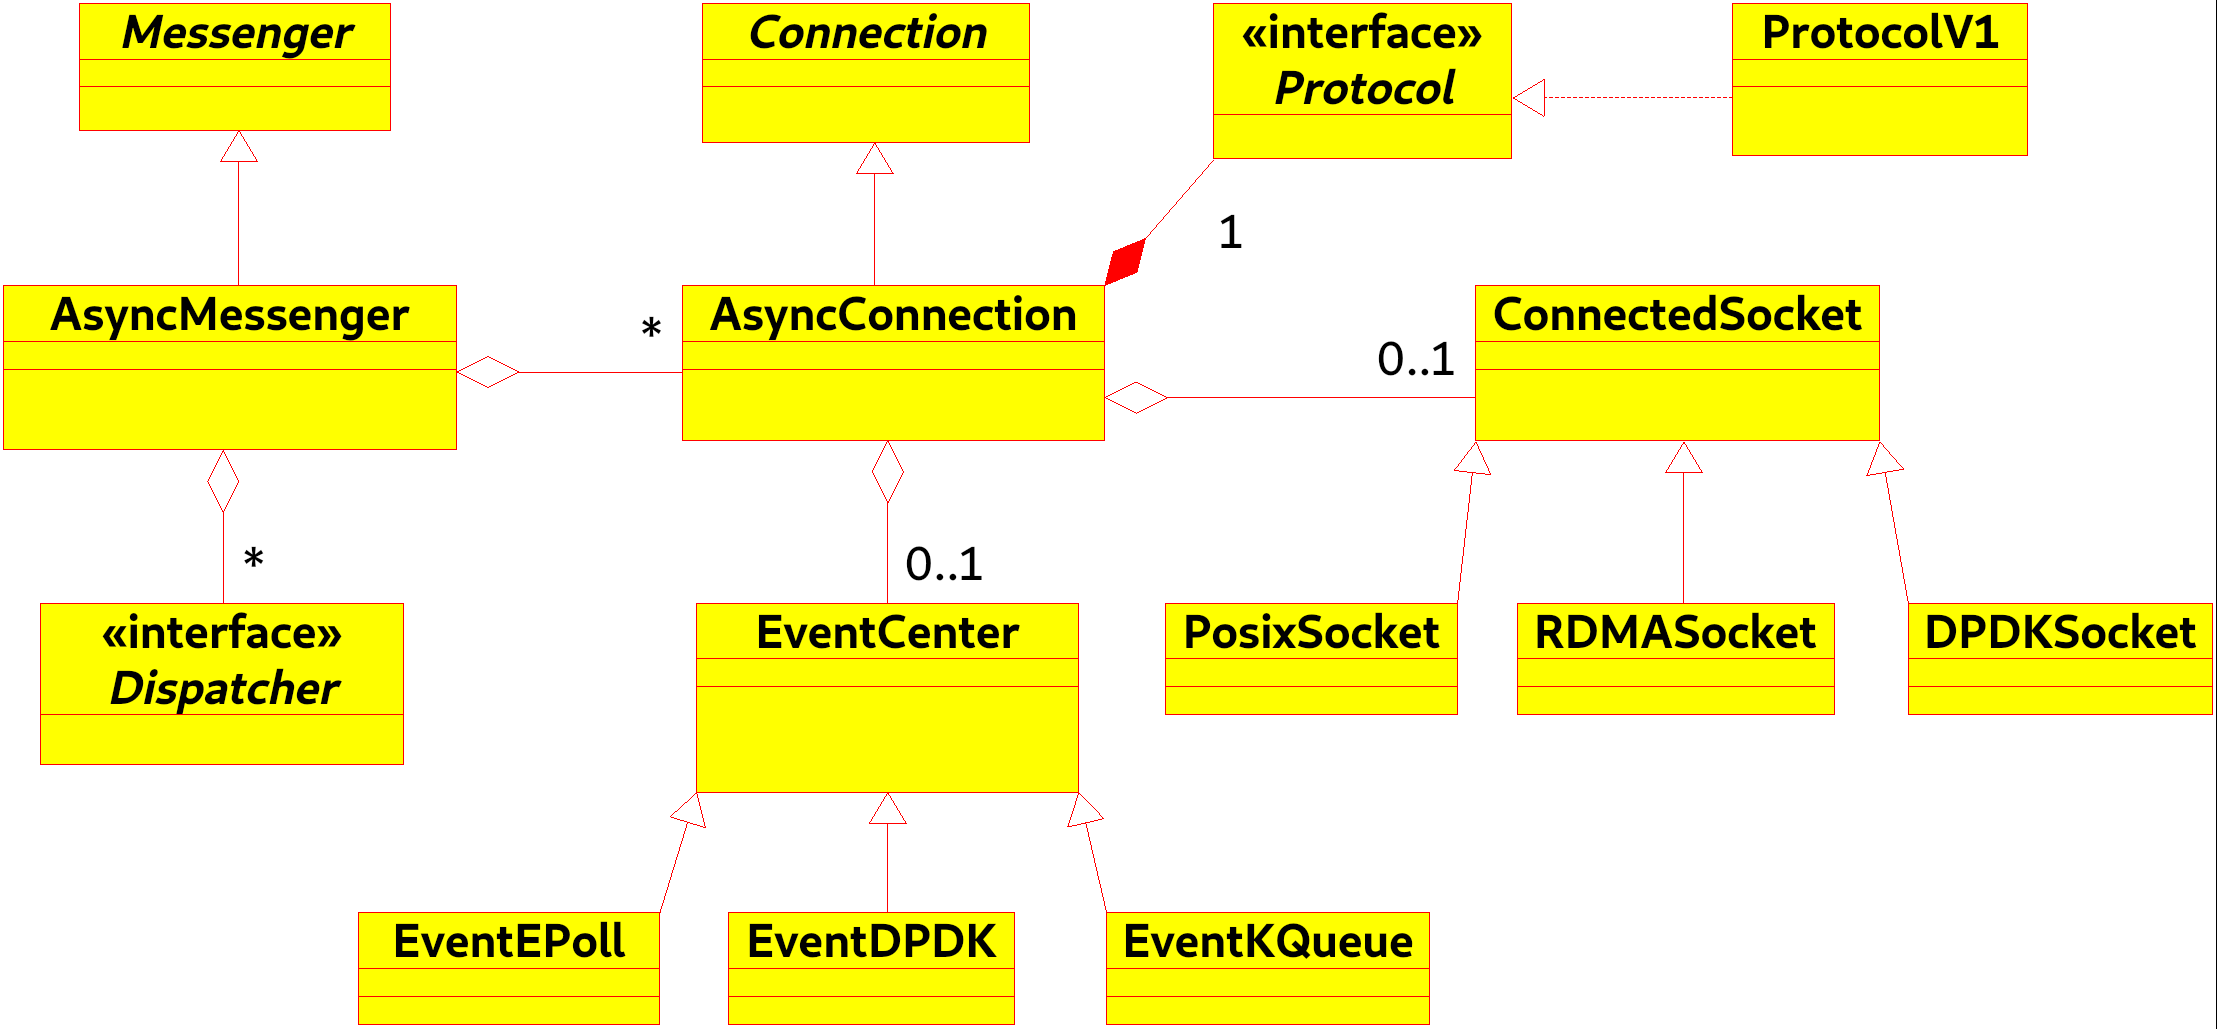 Messenger
Connection
«interface»
Protocol
ProtocolV1
1
AsyncMessenger
*
AsyncConnection
0..1
ConnectedSocket
*
0..1
«interface»
Dispatcher
EventCenter
PosixSocket
RDMASocket
DPDKSocket
EventEPoll
EventDPDK
EventKQueue